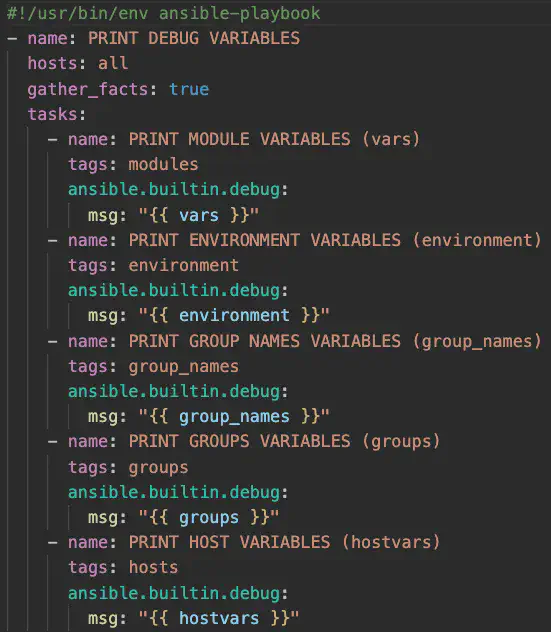 #!/usr/bin/env ansible-playbook
- name: PRINT DEBUG VARIABLES
  hosts: all
  gather_facts: true
  tasks:
    - name: PRINT MODULE VARIABLES (vars)
      tags: modules
      ansible.builtin.debug:
        msg: "{{ vars }}"
    - name: PRINT ENVIRONMENT VARIABLES (environment)
      tags: environment
      ansible.builtin.debug:
        msg: "{{ environment }}"
    - name: PRINT GROUP NAMES VARIABLES (group_names)
      tags: group_names
      ansible.builtin.debug:
        msg: "{{ group_names }}"
    - name: PRINT GROUPS VARIABLES (groups)
      tags: groups
      ansible.builtin.debug:
        msg: "{{ groups }}"
    - name: PRINT HOST VARIABLES (hostvars)
      tags: hosts
      ansible.builtin.debug:
        msg: "{{ hostvars }}"